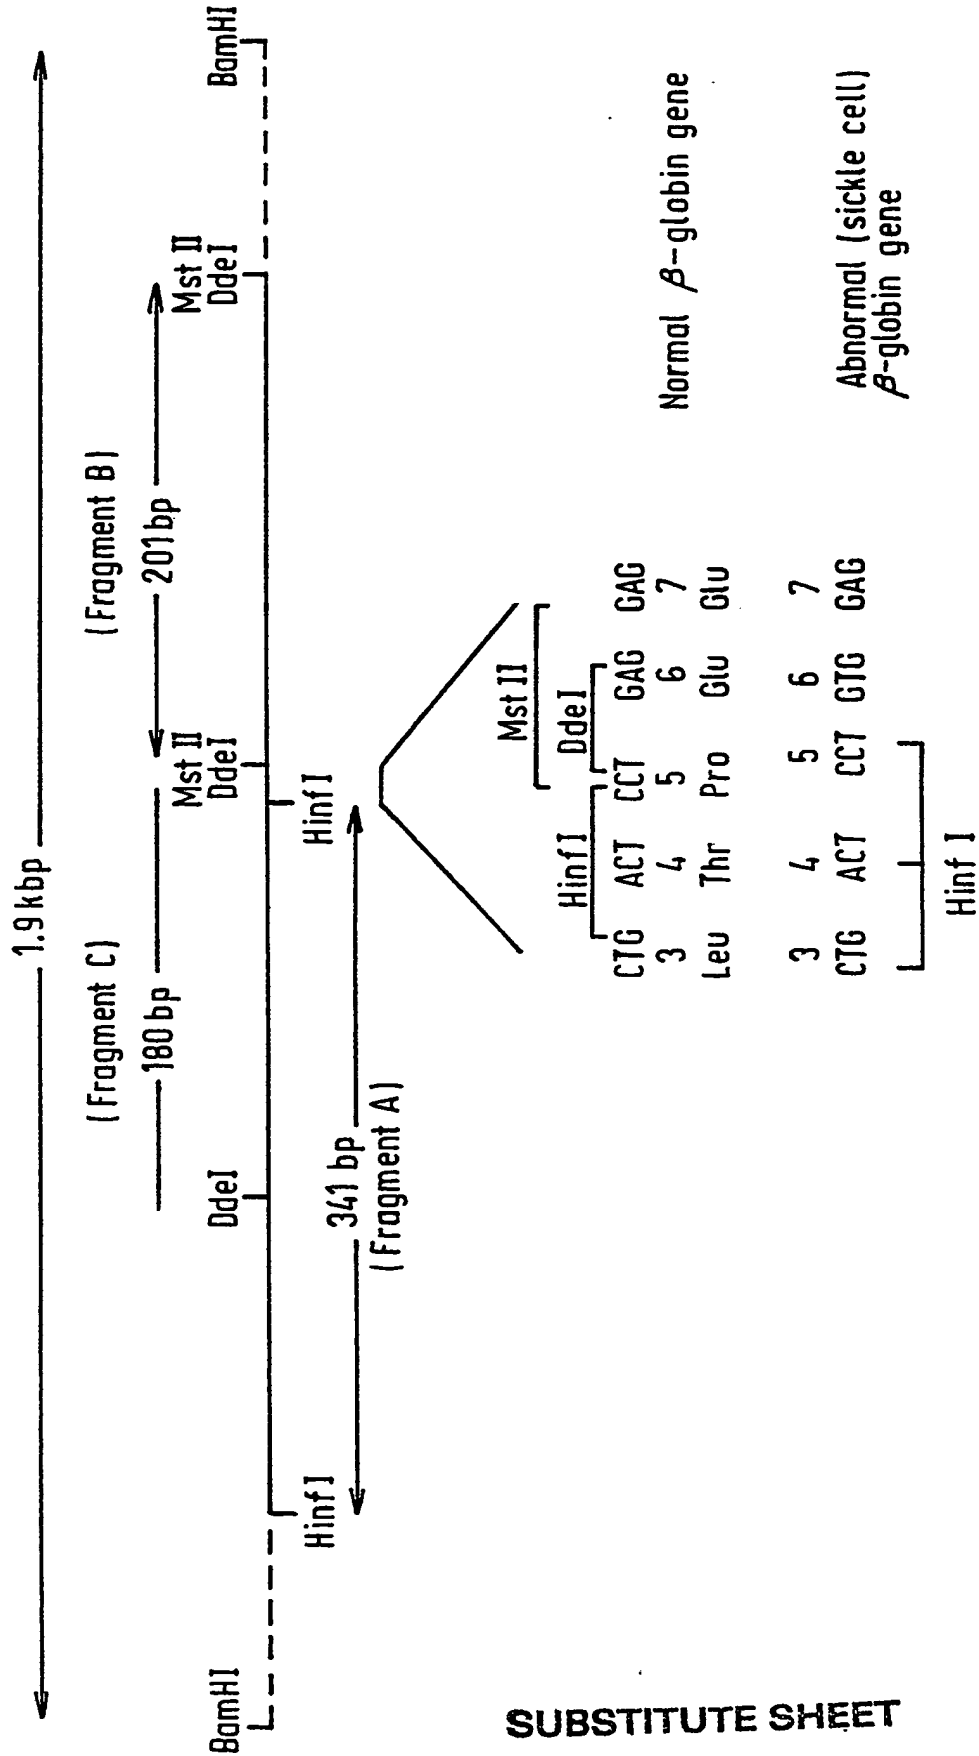 1.9 kbp
(Fragment C)
(Fragment B)
180 bp
201 bp
BamHI
DdeI
Mst II
DdeI
Mst II
DdeI
BamHI
Hinf I
Hinf I
341 bp
(Fragment A)
Mst II
Hinf I
DdeI
CTG ACT CCT GAG GAG
3 4 5 6 7
Leu Thr Pro Glu Glu
Normal β-globin gene
3 4 5 6 7
CTG ACT CCT GTG GAG
Abnormal (sickle cell)
β-globin gene
Hinf I
SUBSTITUTE SHEET